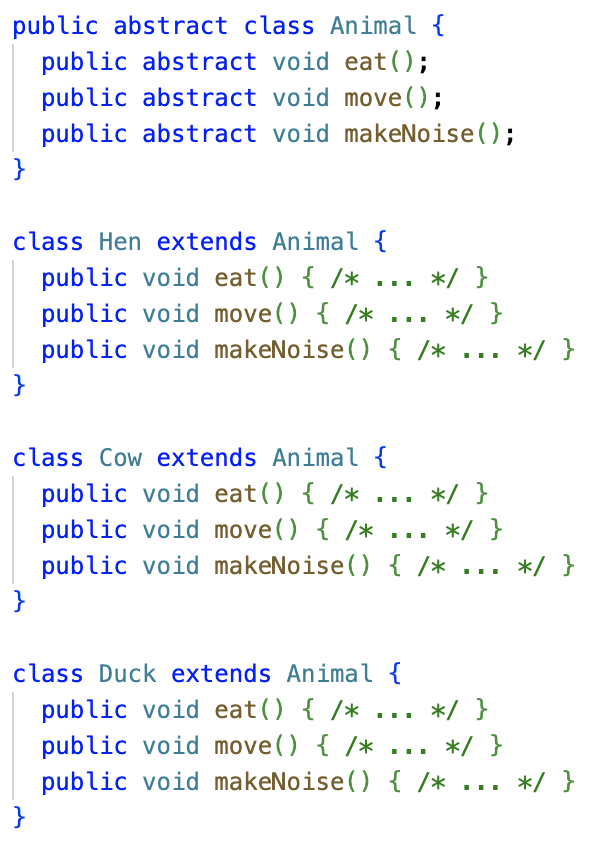 public abstract class Animal {
  public abstract void eat();
  public abstract void move();
  public abstract void makeNoise();
}

class Hen extends Animal {
  public void eat() { /* ... */ }
  public void move() { /* ... */ }
  public void makeNoise() { /* ... */ }
}

class Cow extends Animal {
  public void eat() { /* ... */ }
  public void move() { /* ... */ }
  public void makeNoise() { /* ... */ }
}

class Duck extends Animal {
  public void eat() { /* ... */ }
  public void move() { /* ... */ }
  public void makeNoise() { /* ... */ }
}